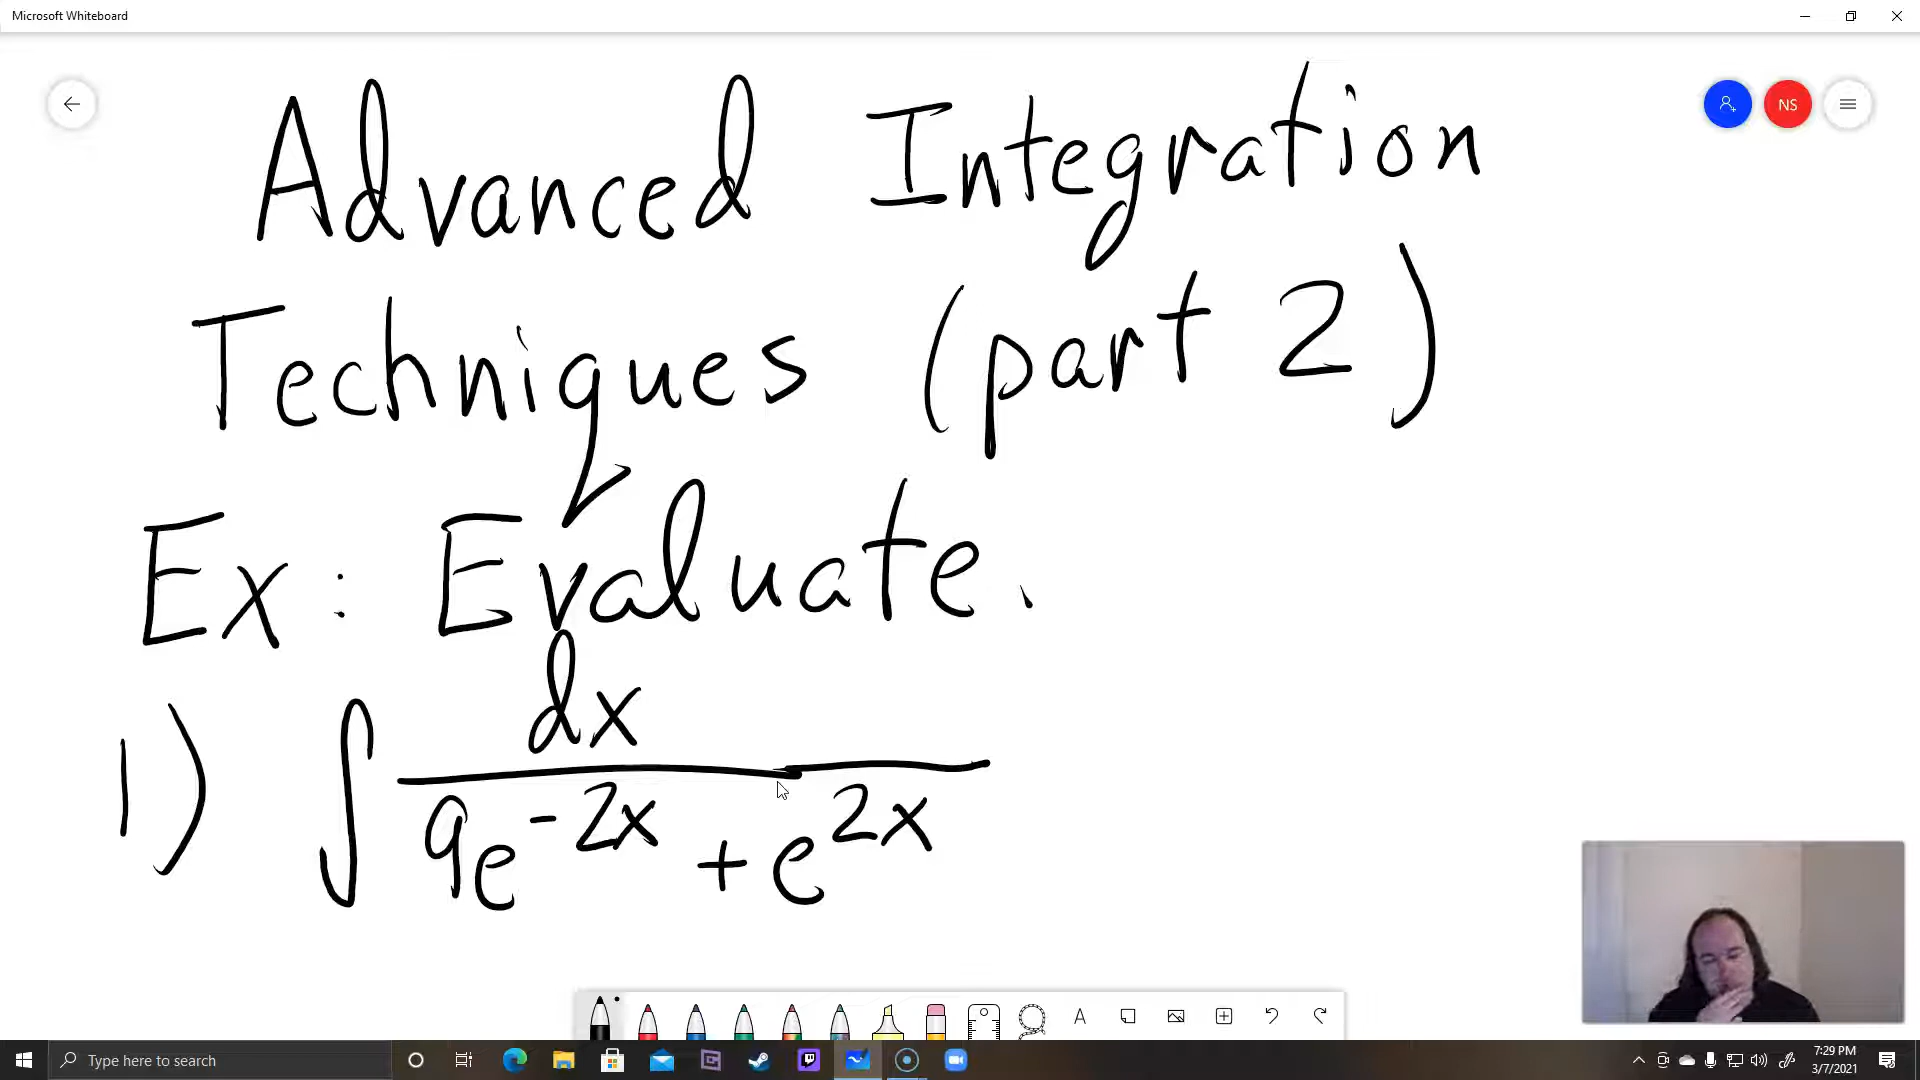 Microsoft Whiteboard
NS
Advanced Integration
Techniques (part 2)
Ex: Evaluate.
1) ∫ dx
9e^-2x + e^2x
A
Type here to search
7:29 PM
3/7/2021